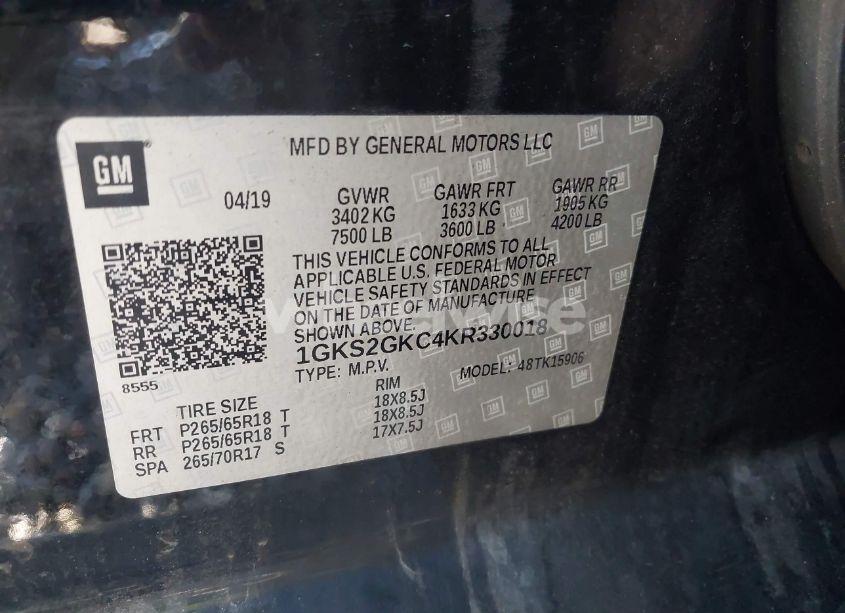 GM
MFD BY GENERAL MOTORS LLC
04/19
GVWR
3402 KG
7500 LB
GAWR FRT
1633 KG
3600 LB
GAWR RR
1905 KG
4200 LB
THIS VEHICLE CONFORMS TO ALL
APPLICABLE U.S. FEDERAL MOTOR
VEHICLE SAFETY STANDARDS IN EFFECT
ON THE DATE OF MANUFACTURE
SHOWN ABOVE.
1GKS2GKC4KR330018
TYPE: M.P.V.
MODEL: 48TK15906
8555
TIRE SIZE
RIM
FRT P265/65R18 T 18X8.5J
RR P265/65R18 T 18X8.5J
SPA 265/70R17 S 17X7.5J